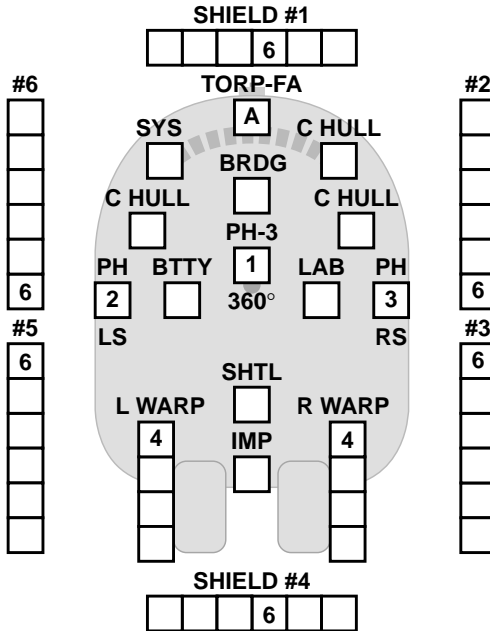 SHIELD #1
6
#6
TORP-FA
#2
A
SYS
C HULL
BRDG
C HULL
C HULL
PH-3
PH
BTTY
1
LAB
PH
6
2
360°
3
6
#5
LS
RS
#3
6
6
SHTL
L WARP
R WARP
4
IMP
4
SHIELD #4
6